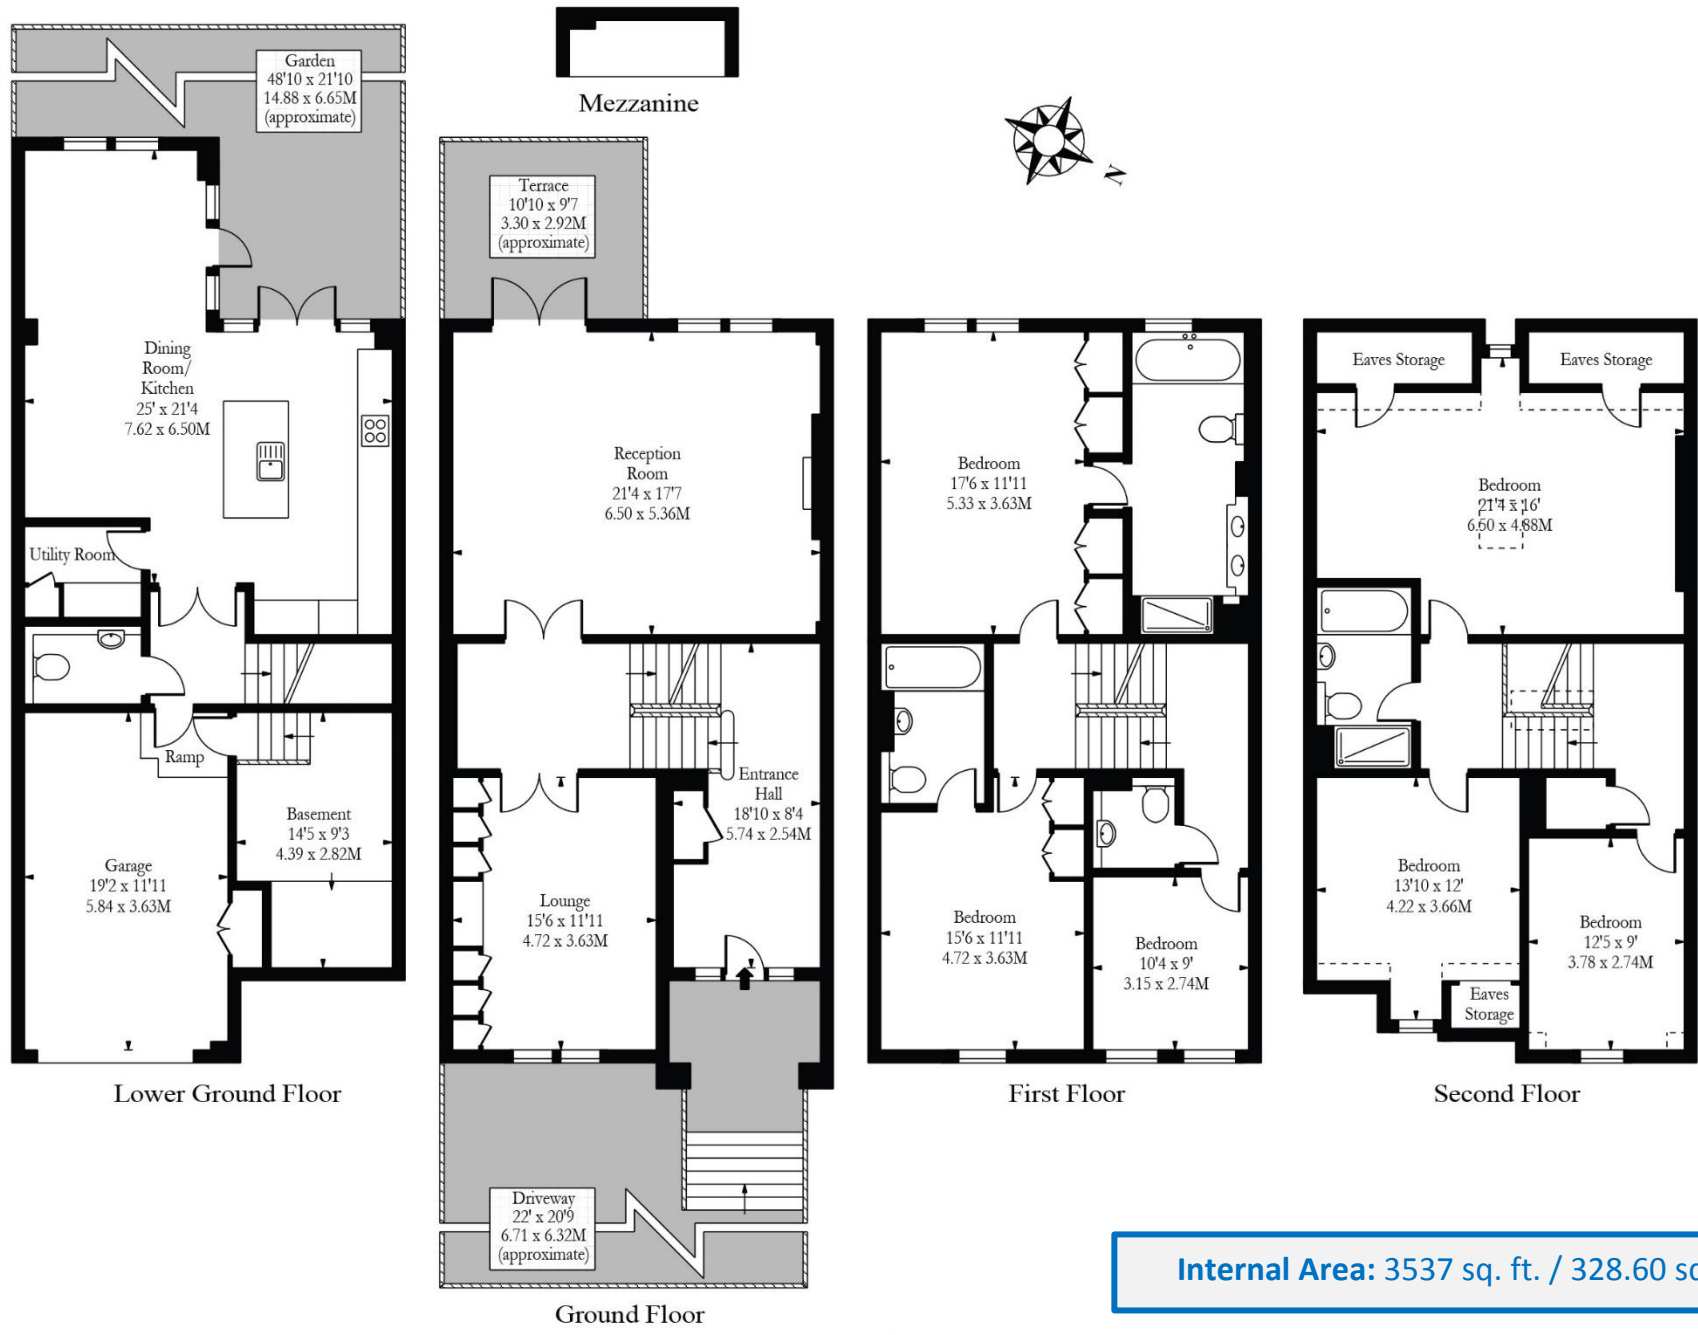 Mezzanine
Garden
48'10 x 21'10
14.88 x 6.65M
(approximate)
Dining
Room/
Kitchen
25' x 21'4
7.62 x 6.50M
Utility Room
Ramp
Garage
19'2 x 11'11
5.84 x 3.63M
Basement
14'5 x 9'3
4.39 x 2.82M
Lower Ground Floor
Terrace
10'10 x 9'7
3.30 x 2.92M
(approximate)
Reception
Room
21'4 x 17'7
6.50 x 5.36M
Entrance
Hall
18'10 x 8'4
5.74 x 2.54M
Lounge
15'6 x 11'11
4.72 x 3.63M
Driveway
22' x 20'9
6.71 x 6.32M
(approximate)
Ground Floor
N
Bedroom
17'6 x 11'11
5.33 x 3.63M
Bedroom
15'6 x 11'11
4.72 x 3.63M
Bedroom
10'4 x 9'
3.15 x 2.74M
First Floor
Eaves Storage
Eaves Storage
Bedroom
21'4 x 16'
6.50 x 4.88M
Bedroom
13'10 x 12'
4.22 x 3.66M
Bedroom
12'5 x 9'
3.78 x 2.74M
Eaves
Storage
Second Floor
Internal Area: 3537 sq. ft. / 328.60 sq